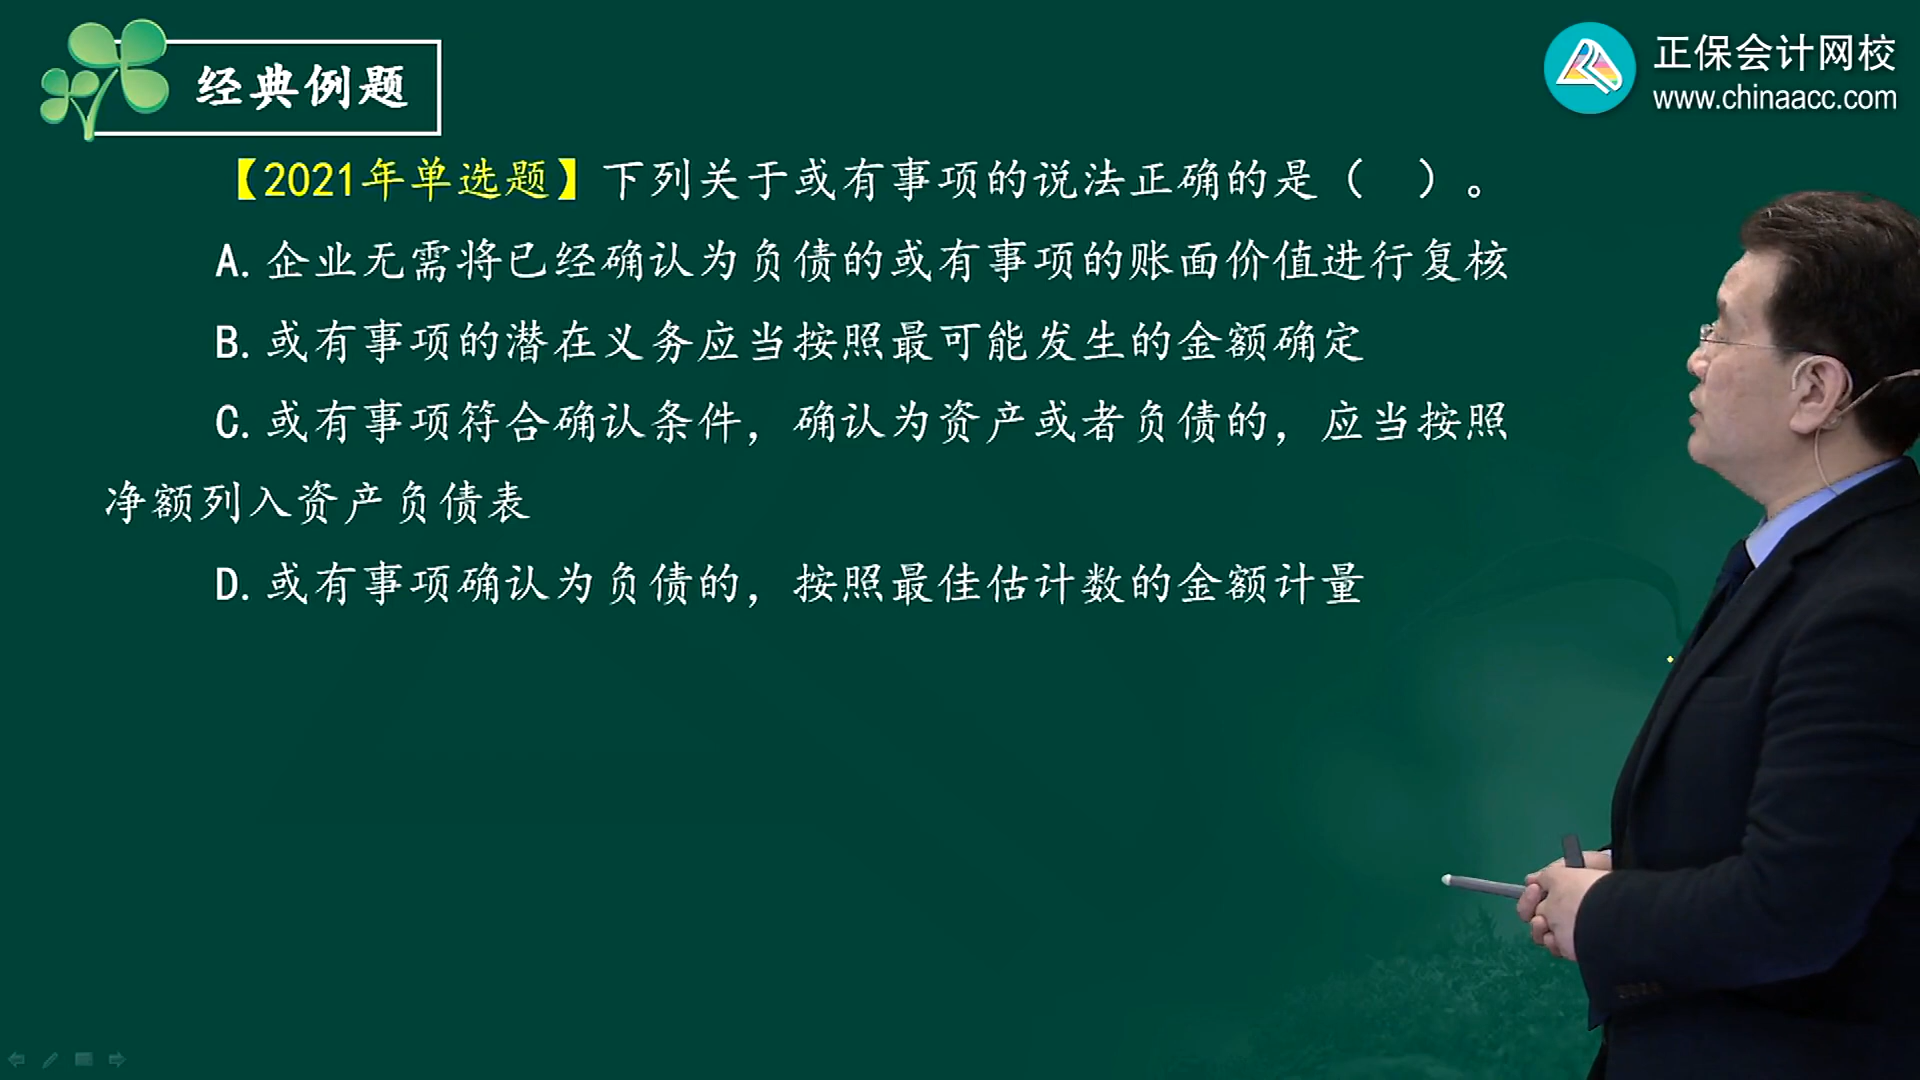 经典例题
正保会计网校
www.chinaacc.com
【2021年单选题】下列关于或有事项的说法正确的是（ ）。
A.企业无需将已经确认为负债的或有事项的账面价值进行复核
B.或有事项的潜在义务应当按照最可能发生的金额确定
C.或有事项符合确认条件，确认为资产或者负债的，应当按照
净额列入资产负债表
D.或有事项确认为负债的，按照最佳估计数的金额计量